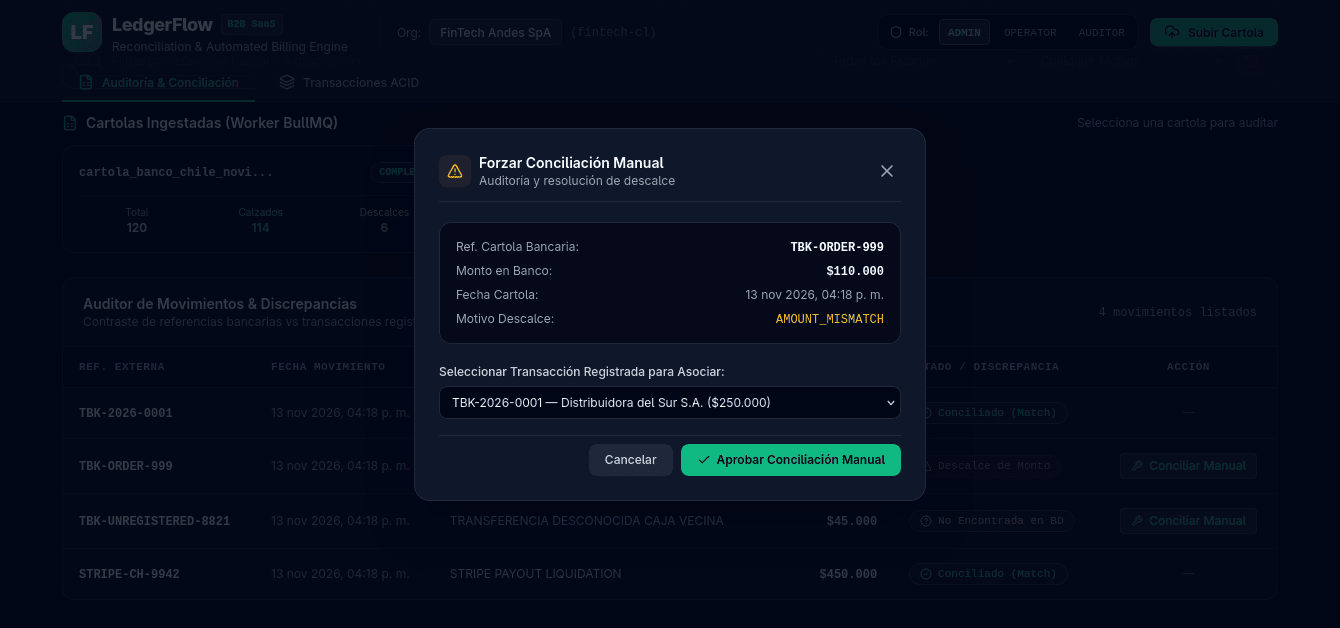 LF
LedgerFlow
B2B SaaS
Reconciliation & Automated Billing Engine
Org:
FinTech Andes SpA
(fintech-cl)
Rol:
ADMIN
OPERATOR
AUDITOR
Subir Cartola
Auditoría & Conciliación
Transacciones ACID
Cartolas Ingestadas (Worker BullMQ)
Selecciona una cartola para auditar
cartola_banco_chile_novi...
COMPLE
Total
Calzados
Descalces
120
114
6
Auditor de Movimientos & Discrepancias
Contraste de referencias bancarias vs transacciones regist
4 movimientos listados
Forzar Conciliación Manual
Auditoría y resolución de descalce
Ref. Cartola Bancaria: TBK-ORDER-999
Monto en Banco: $110.000
Fecha Cartola: 13 nov 2026, 04:18 p. m.
Motivo Descalce: AMOUNT_MISMATCH
Seleccionar Transacción Registrada para Asociar:
TBK-2026-0001 — Distribuidora del Sur S.A. ($250.000)
Cancelar
Aprobar Conciliación Manual
REF. EXTERNA FECHA MOVIMIENTO TADO / DISCREPANCIA ACCIÓN
TBK-2026-0001 13 nov 2026, 04:18 p. m. Conciliado (Match) —
TBK-ORDER-999 13 nov 2026, 04:18 p. m. Descalce de Monto Conciliar Manual
TBK-UNREGISTERED-8821 13 nov 2026, 04:18 p. m. TRANSFERENCIA DESCONOCIDA CAJA VECINA $45.000 No Encontrada en BD Conciliar Manual
STRIPE-CH-9942 13 nov 2026, 04:18 p. m. STRIPE PAYOUT LIQUIDATION $450.000 Conciliado (Match) —